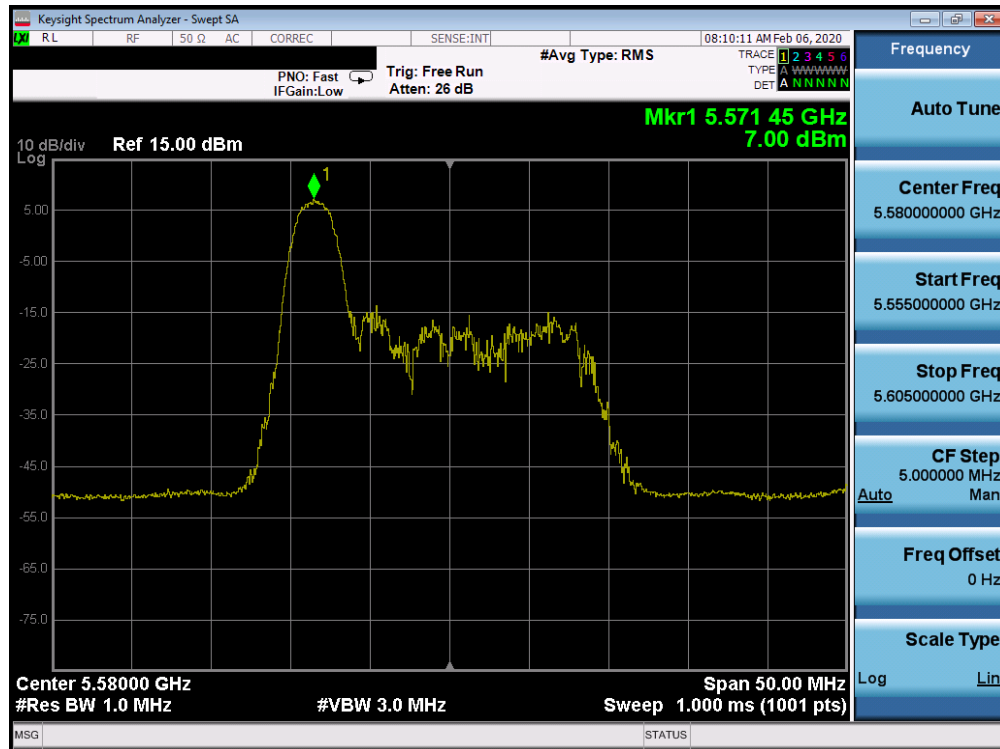 Keysight Spectrum Analyzer - Swept SA
LXI RL RF 50 Ω AC CORREC SENSE:INT 08:10:11 AM Feb 06, 2020
#Avg Type: RMS
TRACE 1 2 3 4 5 6
TYPE A WWWWW
DET A N N N N N
PNO: Fast
IFGain:Low
Trig: Free Run
Atten: 26 dB
Mkr1 5.571 45 GHz
7.00 dBm
10 dB/div
Log
Ref 15.00 dBm
1
5.00
-5.00
-15.0
-25.0
-35.0
-45.0
-55.0
-65.0
-75.0
Center 5.58000 GHz
Span 50.00 MHz
#Res BW 1.0 MHz
#VBW 3.0 MHz
Sweep 1.000 ms (1001 pts)
MSG
STATUS
Frequency
Auto Tune
Center Freq
5.580000000 GHz
Start Freq
5.555000000 GHz
Stop Freq
5.605000000 GHz
CF Step
5.000000 MHz
Auto Man
Freq Offset
0 Hz
Scale Type
Log Lin